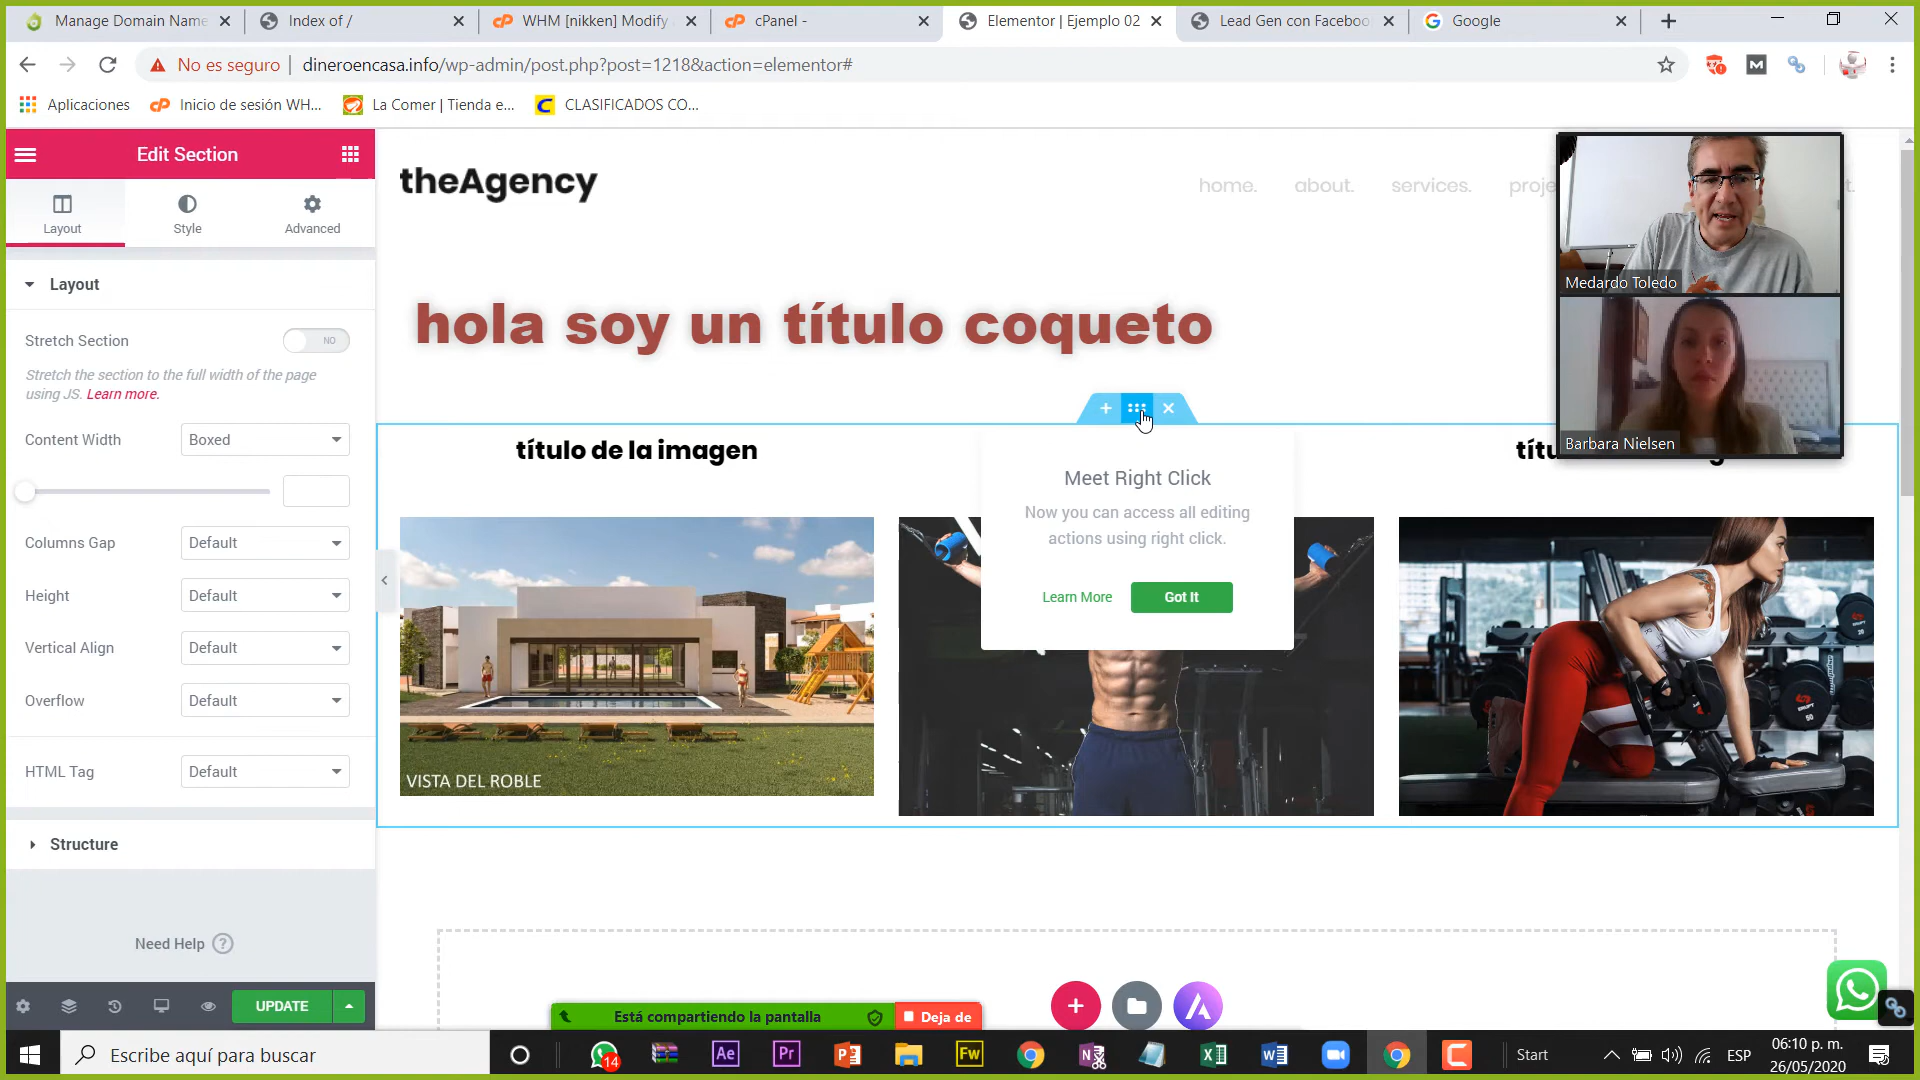 Manage Domain Name
Index of /
WHM [nikken] Modify
cPanel -
Elementor | Ejemplo 02
Lead Gen con Facebo
Google
No es seguro
dineroencasa.info/wp-admin/post.php?post=1218&action=elementor#
Aplicaciones
Inicio de sesión WH...
La Comer | Tienda e...
CLASIFICADOS CO...
Edit Section
Layout
Style
Advanced
Layout
Stretch Section
NO
Stretch the section to the full width of the page
using JS. Learn more.
Content Width
Boxed
Columns Gap
Default
Height
Default
Vertical Align
Default
Overflow
Default
HTML Tag
Default
Structure
Need Help
UPDATE
theAgency
home.
about.
services.
proje
hola soy un título coqueto
título de la imagen
Meet Right Click
Now you can access all editing
actions using right click.
Learn More
Got It
VISTA DEL ROBLE
Medardo Toledo
Barbara Nielsen
Está compartiendo la pantalla
Deja de
Escribe aquí para buscar
14
Ae
Pr
Fw
Start
ESP
06:10 p. m.
26/05/2020